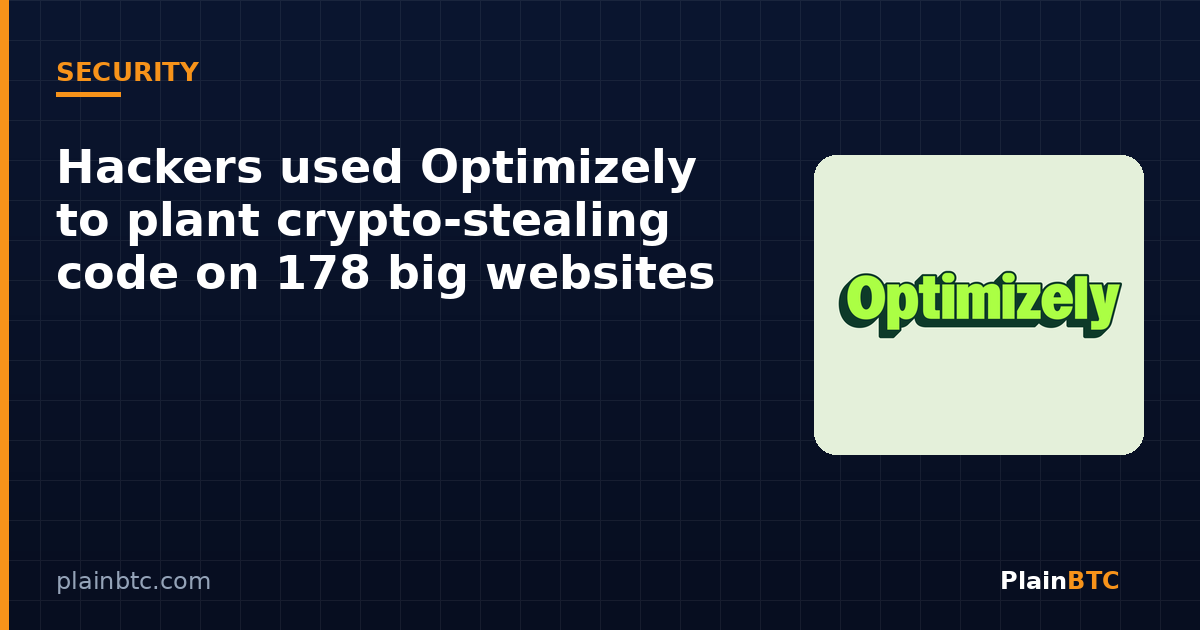 SECURITY
Hackers used Optimizely
to plant crypto-stealing
code on 178 big websites
Optimizely
plainbtc.com
PlainBTC